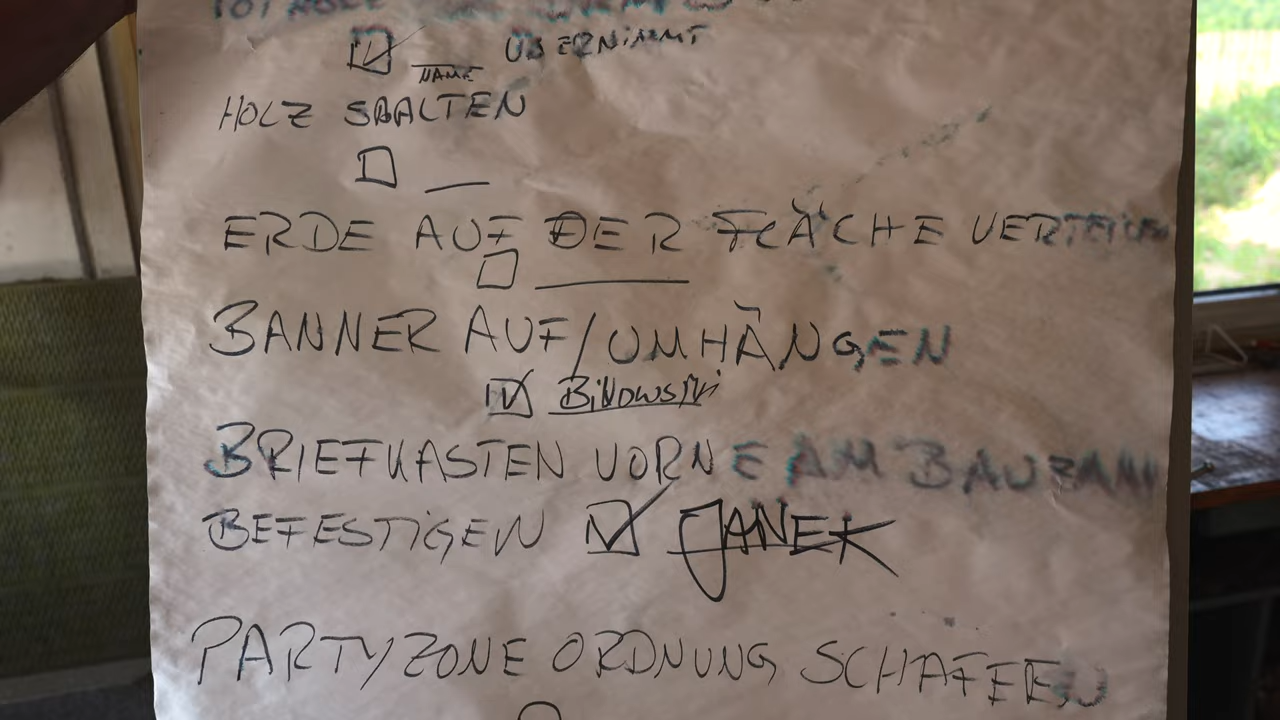 ÜBERNIMMT
NAME
HOLZ SPALTEN
ERDE AUF DER FLÄCHE VERTEILEN
BANNER AUF/UMHÄNGEN
Binowski
BRIEFKASTEN VORNE AM BAUZAUN
BEFESTIGEN JANEK
PARTYZONE ORDNUNG SCHAFFEN